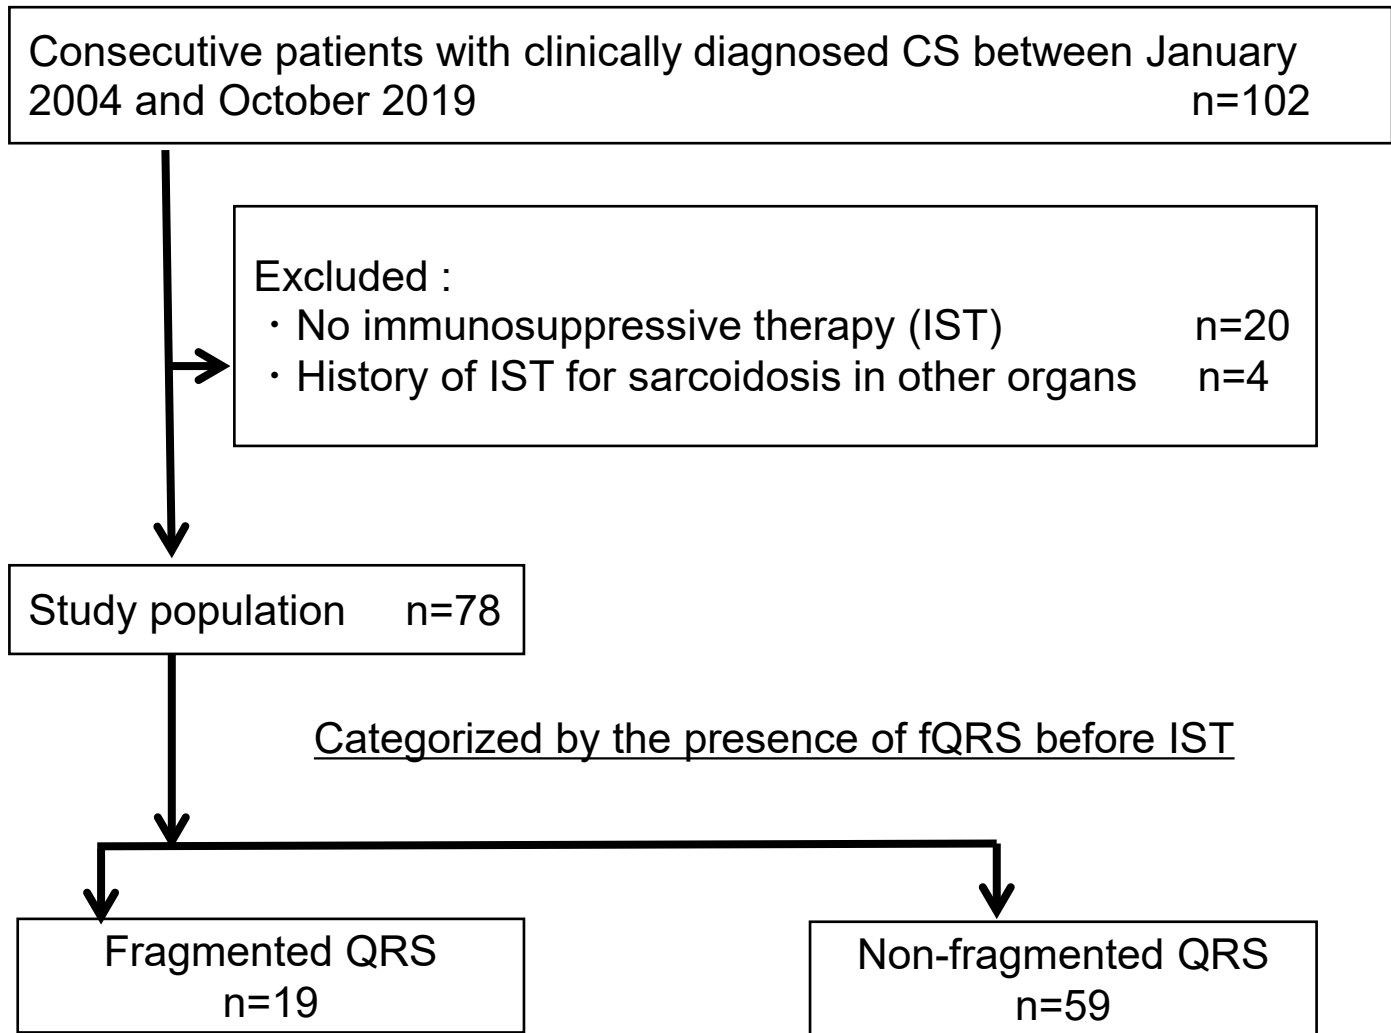 Consecutive patients with clinically diagnosed CS between January
2004 and October 2019 n=102
Excluded :
・No immunosuppressive therapy (IST) n=20
・History of IST for sarcoidosis in other organs n=4
Study population n=78
Categorized by the presence of fQRS before IST
Fragmented QRS
n=19
Non-fragmented QRS
n=59